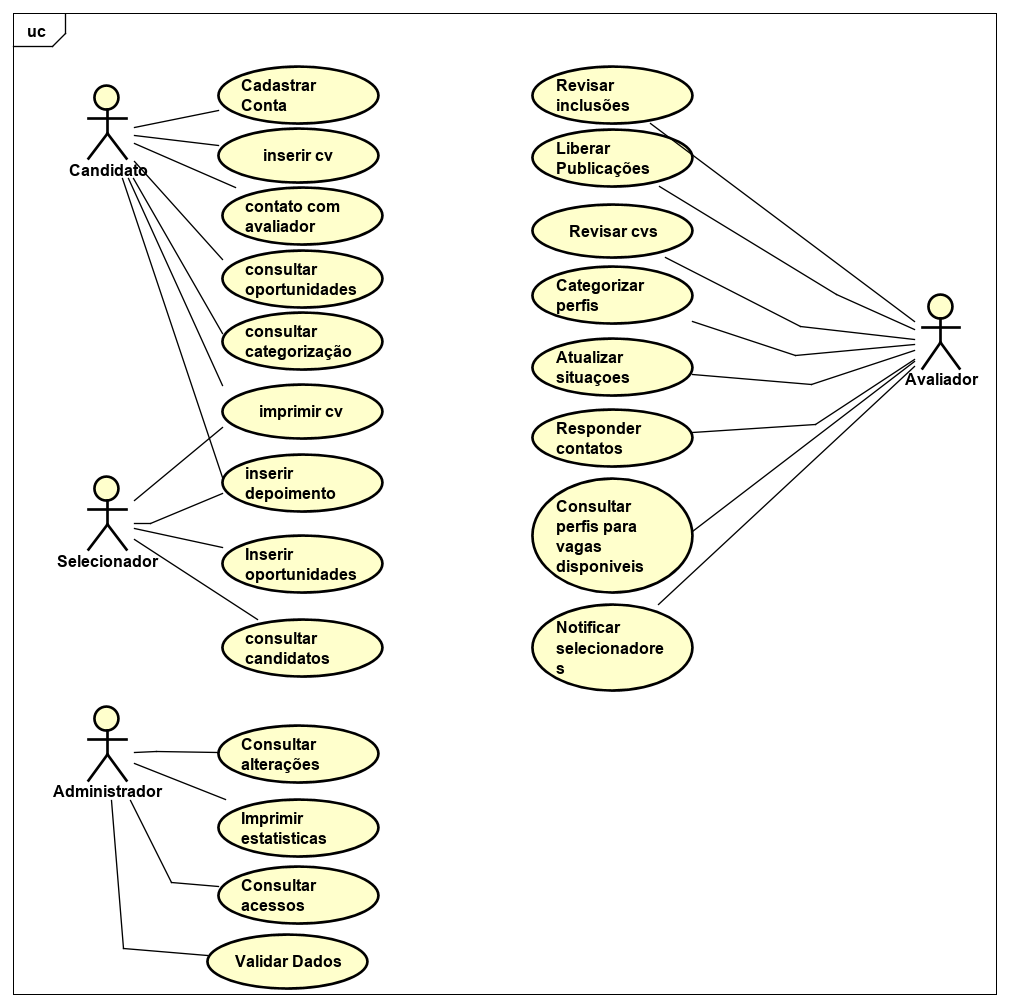 uc
Candidato
Cadastrar
Conta
inserir cv
contato com
avaliador
consultar
oportunidades
consultar
categorização
imprimir cv
inserir
depoimento
Selecionador
Inserir
oportunidades
consultar
candidatos
Administrador
Consultar
alterações
Imprimir
estatisticas
Consultar
acessos
Validar Dados
Revisar
inclusões
Liberar
Publicações
Revisar cvs
Categorizar
perfis
Atualizar
situaçoes
Responder
contatos
Consultar
perfis para
vagas
disponiveis
Notificar
selecionadore
s
Avaliador